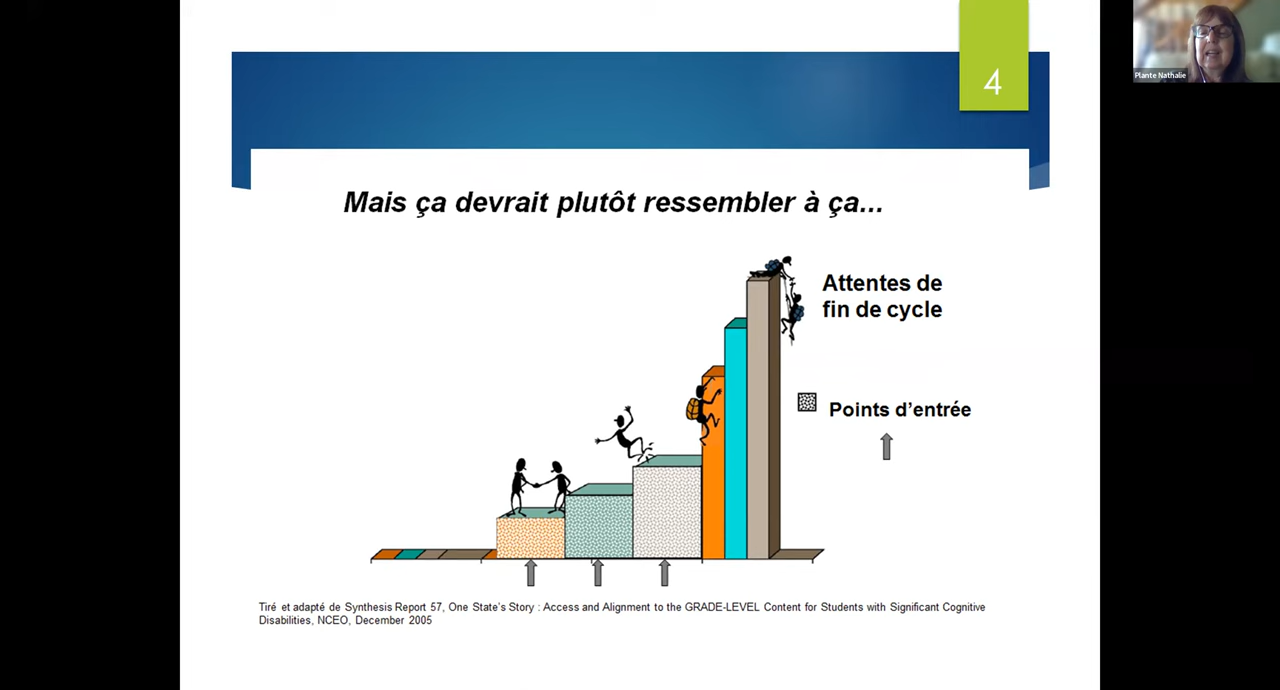 4
Plante Nathalie
Mais ça devrait plutôt ressembler à ça...
Attentes de
fin de cycle
Points d’entrée
Tiré et adapté de Synthesis Report 57, One State’s Story : Access and Alignment to the GRADE-LEVEL Content for Students with Significant Cognitive
Disabilities, NCEO, December 2005